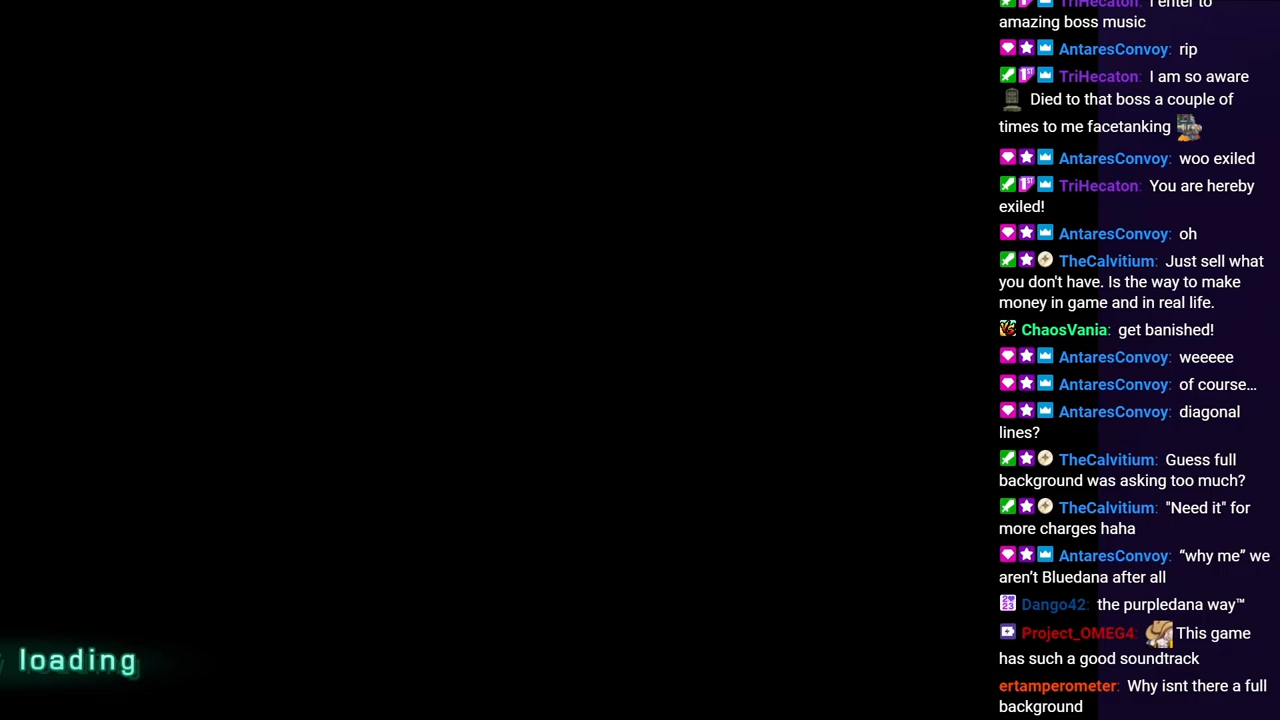 TriHecaton: I enter to
amazing boss music
AntaresConvoy: rip
TriHecaton: I am so aware
Died to that boss a couple of
times to me facetanking
AntaresConvoy: woo exiled
TriHecaton: You are hereby
exiled!
AntaresConvoy: oh
TheCalvitium: Just sell what
you don't have. Is the way to make
money in game and in real life.
ChaosVania: get banished!
AntaresConvoy: weeeee
AntaresConvoy: of course…
AntaresConvoy: diagonal
lines?
TheCalvitium: Guess full
background was asking too much?
TheCalvitium: "Need it" for
more charges haha
AntaresConvoy: “why me” we
aren’t Bluedana after all
Dango42: the purpledana way™
Project_OMEG4: This game
has such a good soundtrack
ertamperometer: Why isnt there a full
background
loading